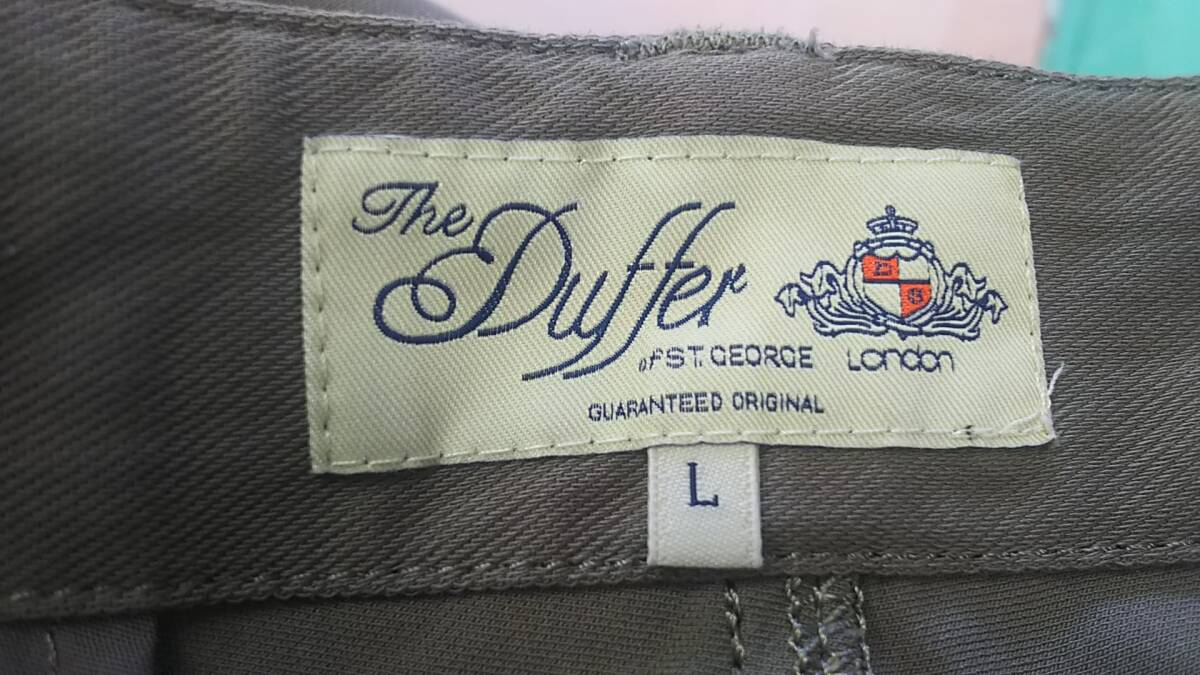 The Duffer
of ST. GEORGE London
GUARANTEED ORIGINAL
L